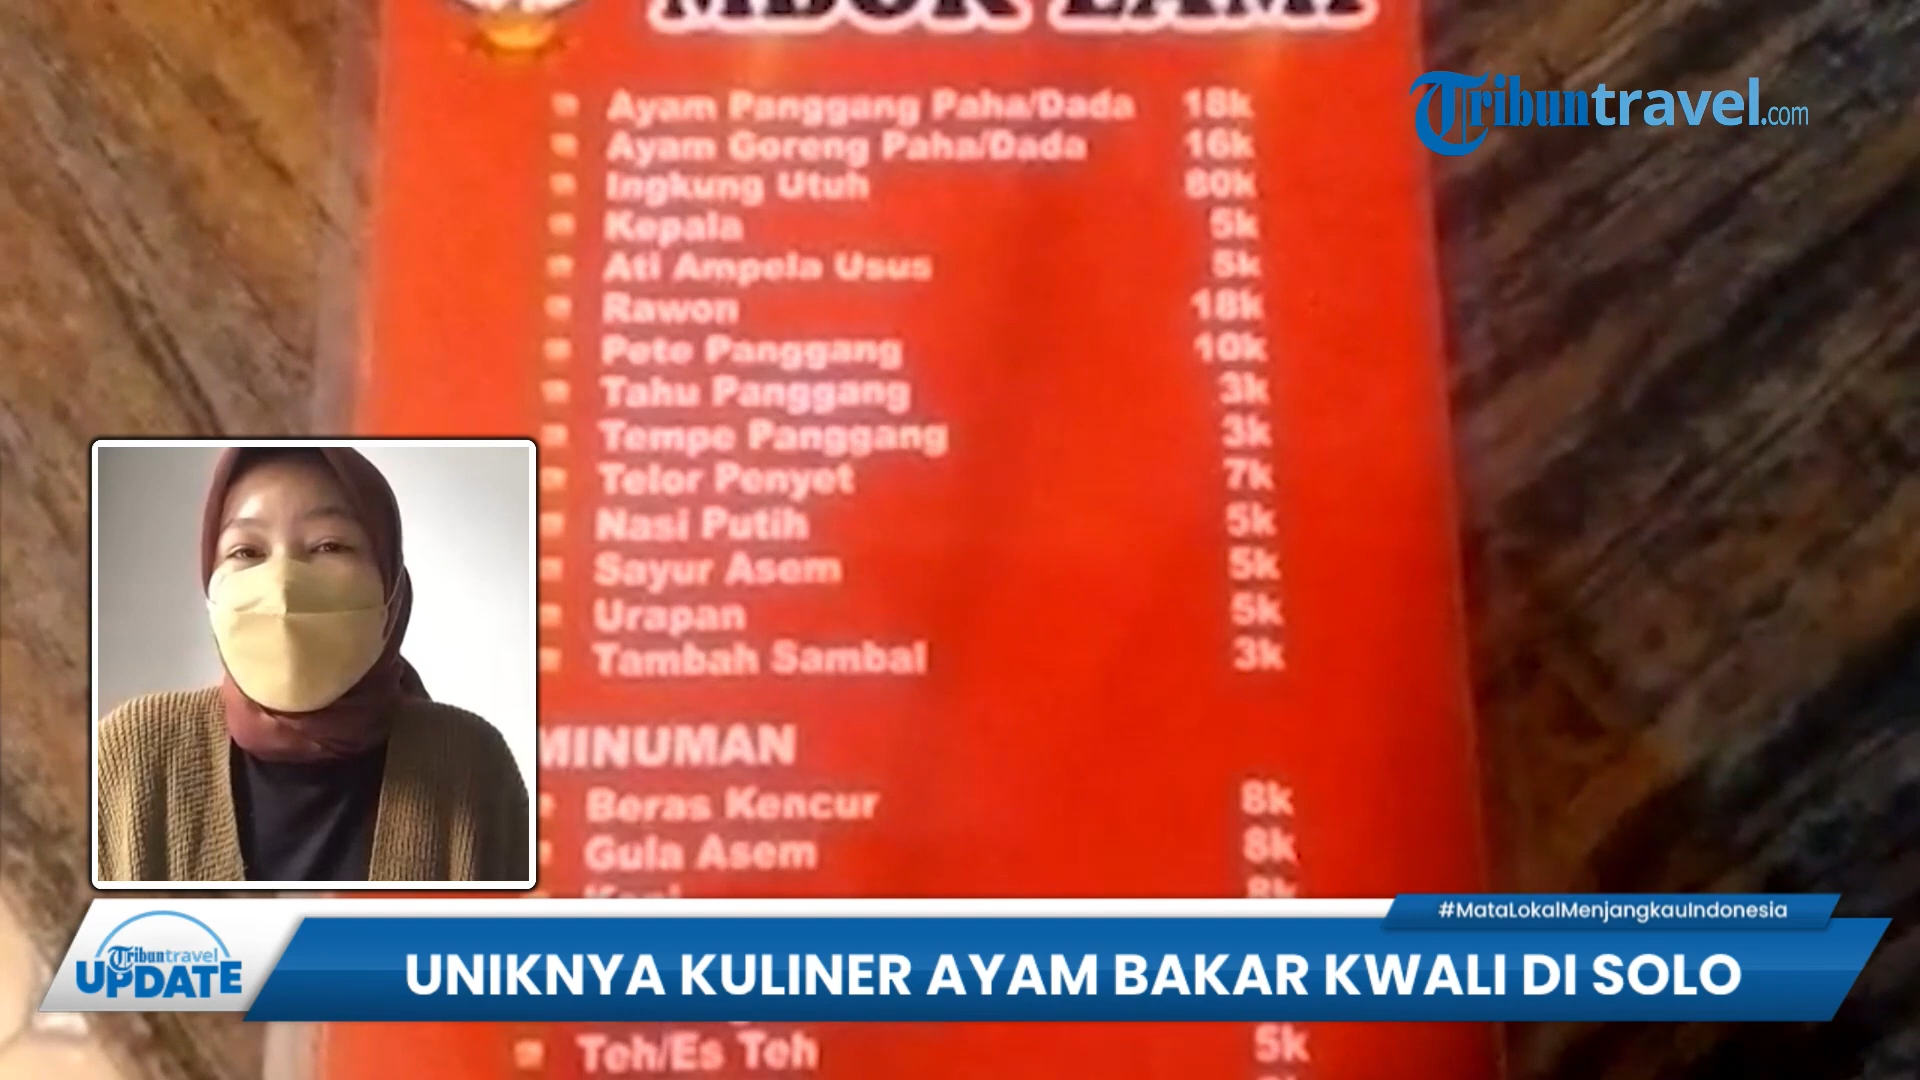 MBOK LAMI
Tribuntravel.com
Ayam Panggang Paha/Dada 18k
Ayam Goreng Paha/Dada 16k
Ingkung Utuh 80k
Kepala 5k
Ati Ampela Usus 5k
Rawon 18k
Pete Panggang 10k
Tahu Panggang 3k
Tempe Panggang 3k
Telor Penyet 7k
Nasi Putih 5k
Sayur Asem 5k
Urapan 5k
Tambah Sambal 3k
MINUMAN
Beras Kencur 8k
Gula Asem 8k
8k
#MataLokalMenjangkauIndonesia
Tribuntravel
UPDATE
UNIKNYA KULINER AYAM BAKAR KWALI DI SOLO
Teh/Es Teh 5k